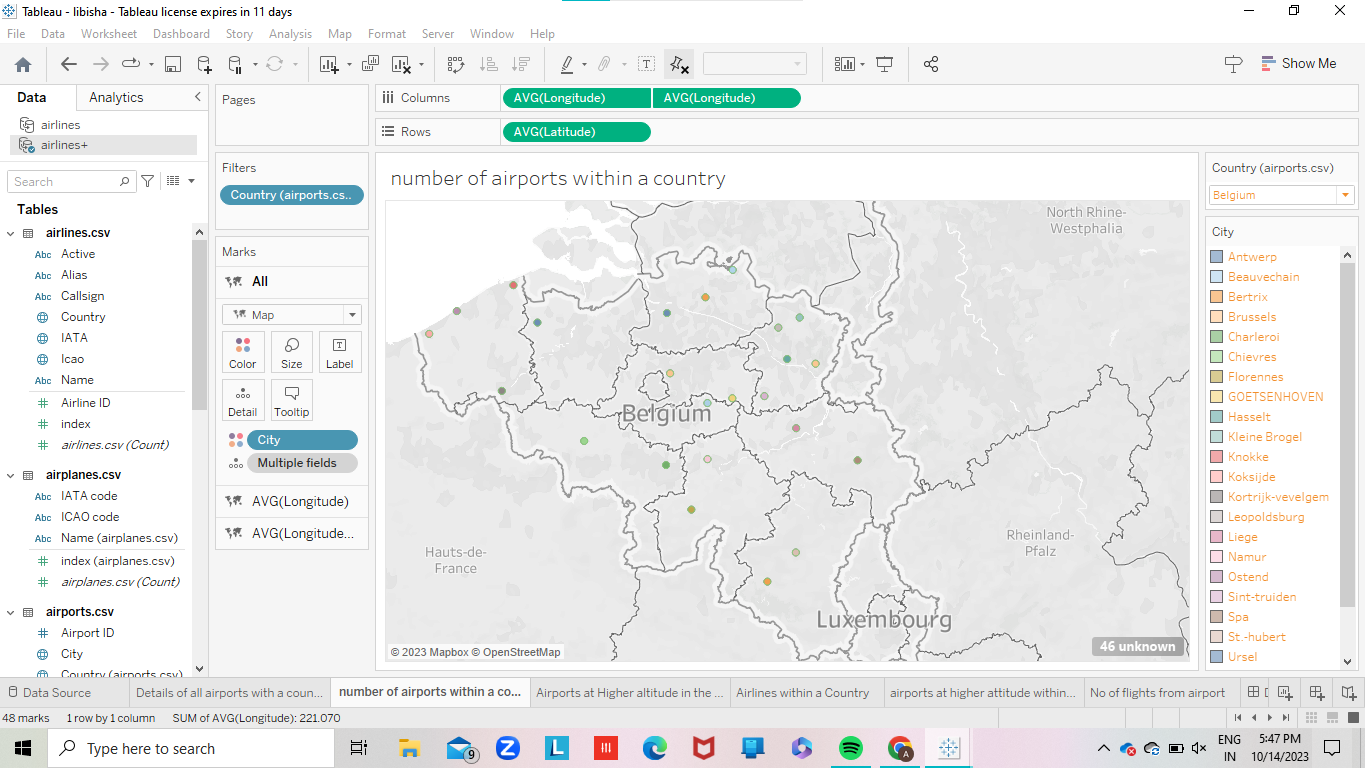 Tableau - libisha - Tableau license expires in 11 days
File Data Worksheet Dashboard Story Analysis Map Format Server Window Help
Show Me
Data Analytics
airlines
airlines+
Search
Tables
airlines.csv
Abc Active
Abc Alias
Abc Callsign
Country
IATA
Icao
Abc Name
Airline ID
index
airlines.csv (Count)
airplanes.csv
Abc IATA code
Abc ICAO code
Abc Name (airplanes.csv)
index (airplanes.csv)
airplanes.csv (Count)
airports.csv
Airport ID
City
Country (airports.csv)
Pages
Filters
Country (airports.cs..
Marks
All
Map
Color Size Label
Detail Tooltip
City
Multiple fields
AVG(Longitude)
AVG(Longitude...
Columns AVG(Longitude) AVG(Longitude)
Rows AVG(Latitude)
number of airports within a country
North Rhine-
Westphalia
Belgium
Hauts-de-
France
Rheinland-
Pfalz
Luxembourg
© 2023 Mapbox © OpenStreetMap
46 unknown
Country (airports.csv)
Belgium
City
Antwerp
Beauvechain
Bertrix
Brussels
Charleroi
Chievres
Florennes
GOETSENHOVEN
Hasselt
Kleine Brogel
Knokke
Koksijde
Kortrijk-vevelgem
Leopoldsburg
Liege
Namur
Ostend
Sint-truiden
Spa
St.-hubert
Ursel
Data Source Details of all airports with a coun... number of airports within a co... Airports at Higher altitude in the ... Airlines within a Country airports at higher attitude within... No of flights from airport
48 marks 1 row by 1 column SUM of AVG(Longitude): 221.070
Type here to search
9
Z
L
A
ENG
IN
5:47 PM
10/14/2023